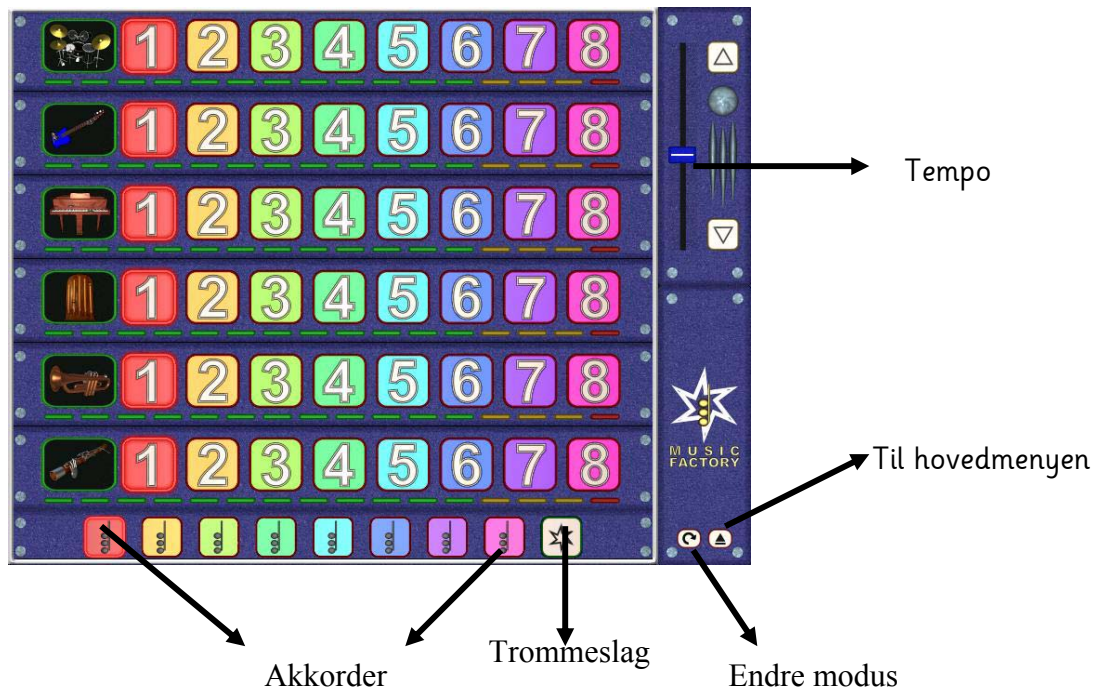 1 2 3 4 5 6 7 8
1 2 3 4 5 6 7 8
Tempo
1 2 3 4 5 6 7 8
1 2 3 4 5 6 7 8
1 2 3 4 5 6 7 8
1 2 3 4 5 6 7 8
MUSIC
FACTORY
Til hovedmenyen
Akkorder
Trommeslag
Endre modus